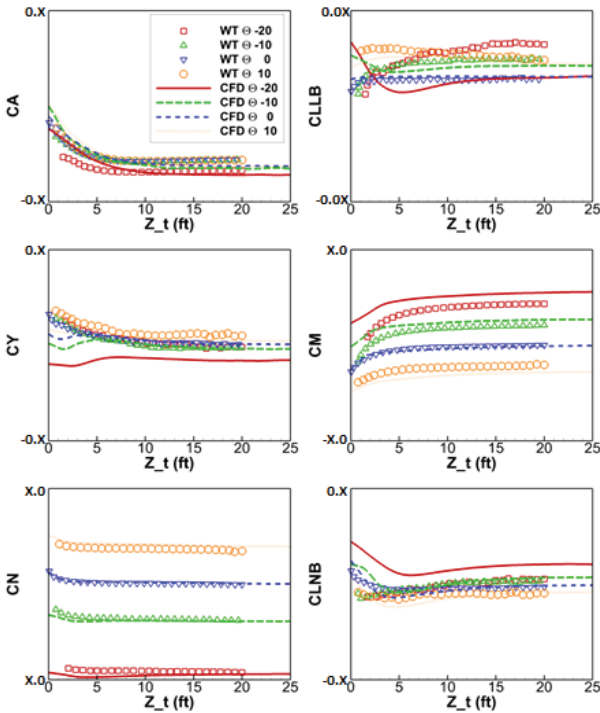 0.X
CA
-0.X
0 5 10 15 20 25
Z_t (ft)
WT Θ -20
WT Θ -10
WT Θ 0
WT Θ 10
CFD Θ -20
CFD Θ -10
CFD Θ 0
CFD Θ 10
0.0X
CLLB
-0.0X
0 5 10 15 20 25
Z_t (ft)
0.X
CY
-0.X
0 5 10 15 20 25
Z_t (ft)
X.0
CM
-X.0
0 5 10 15 20 25
Z_t (ft)
X.0
CN
X.0
0 5 10 15 20 25
Z_t (ft)
0.X
CLNB
-0.X
0 5 10 15 20 25
Z_t (ft)